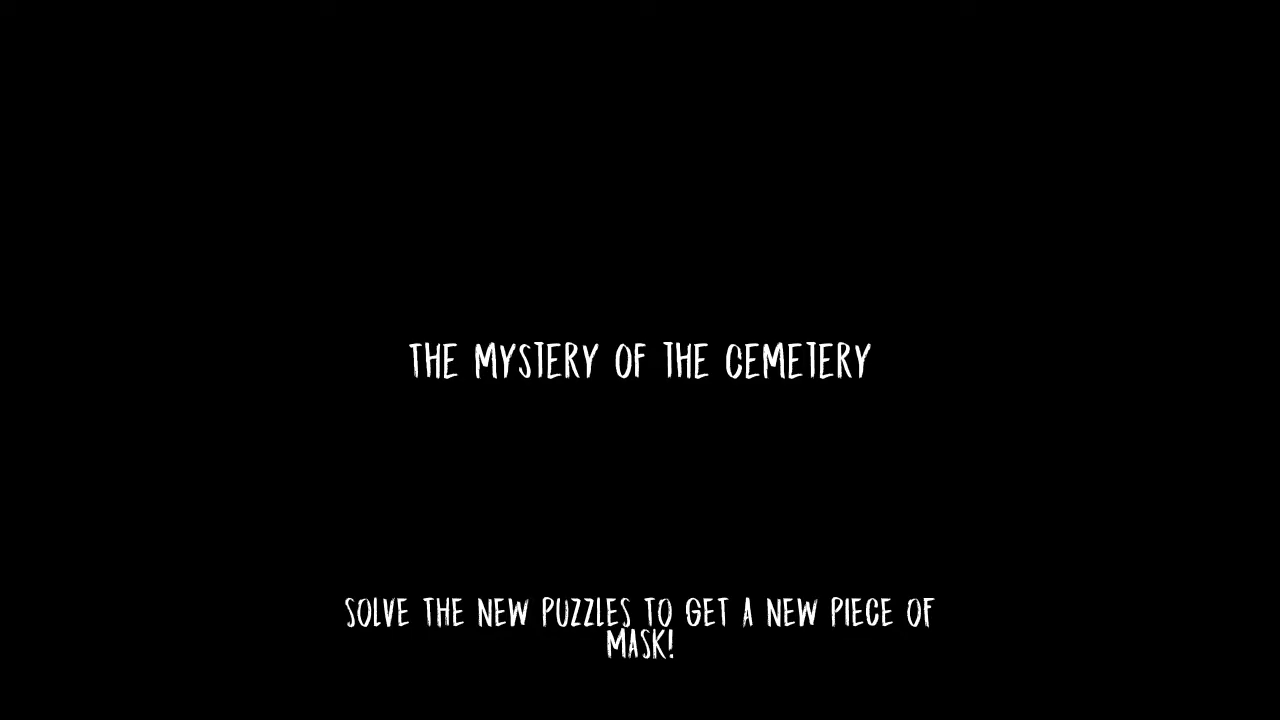 THE MYSTERY OF THE CEMETERY
SOLVE THE NEW PUZZLES TO GET A NEW PIECE OF
MASK!